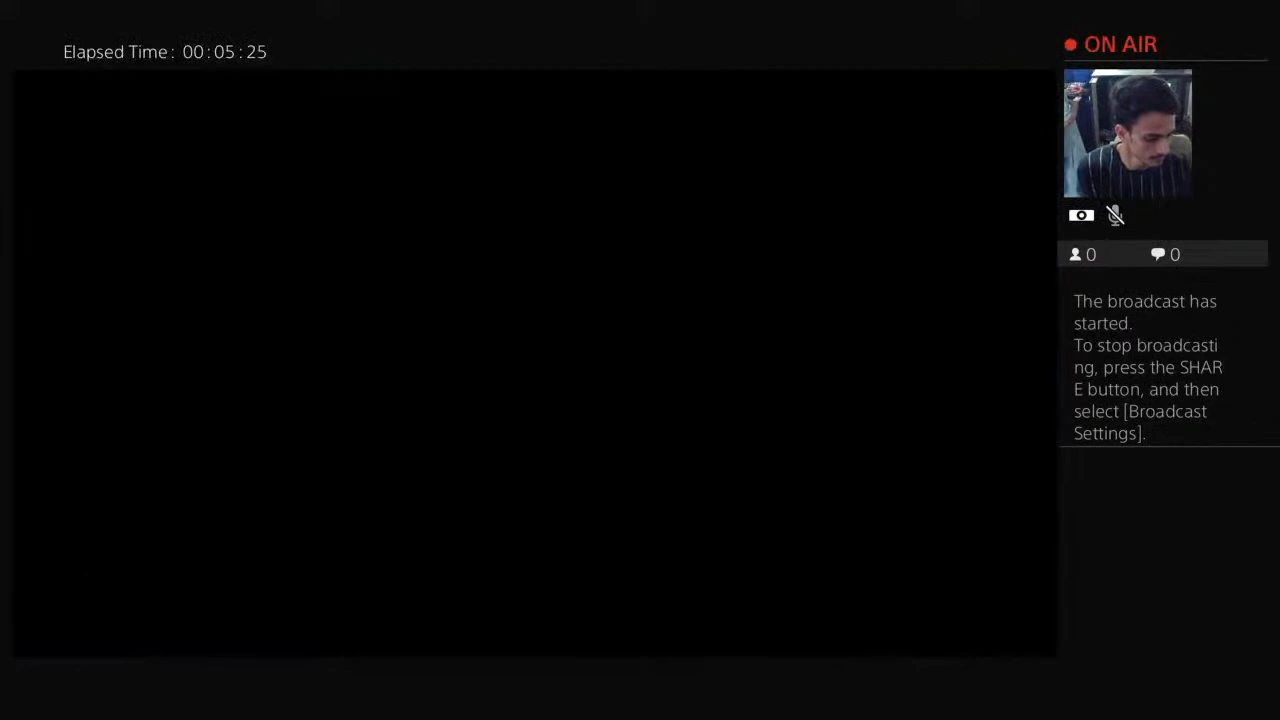 Elapsed Time: 00:05:25
ON AIR
0 0
The broadcast has
started.
To stop broadcasti
ng, press the SHAR
E button, and then
select [Broadcast
Settings].